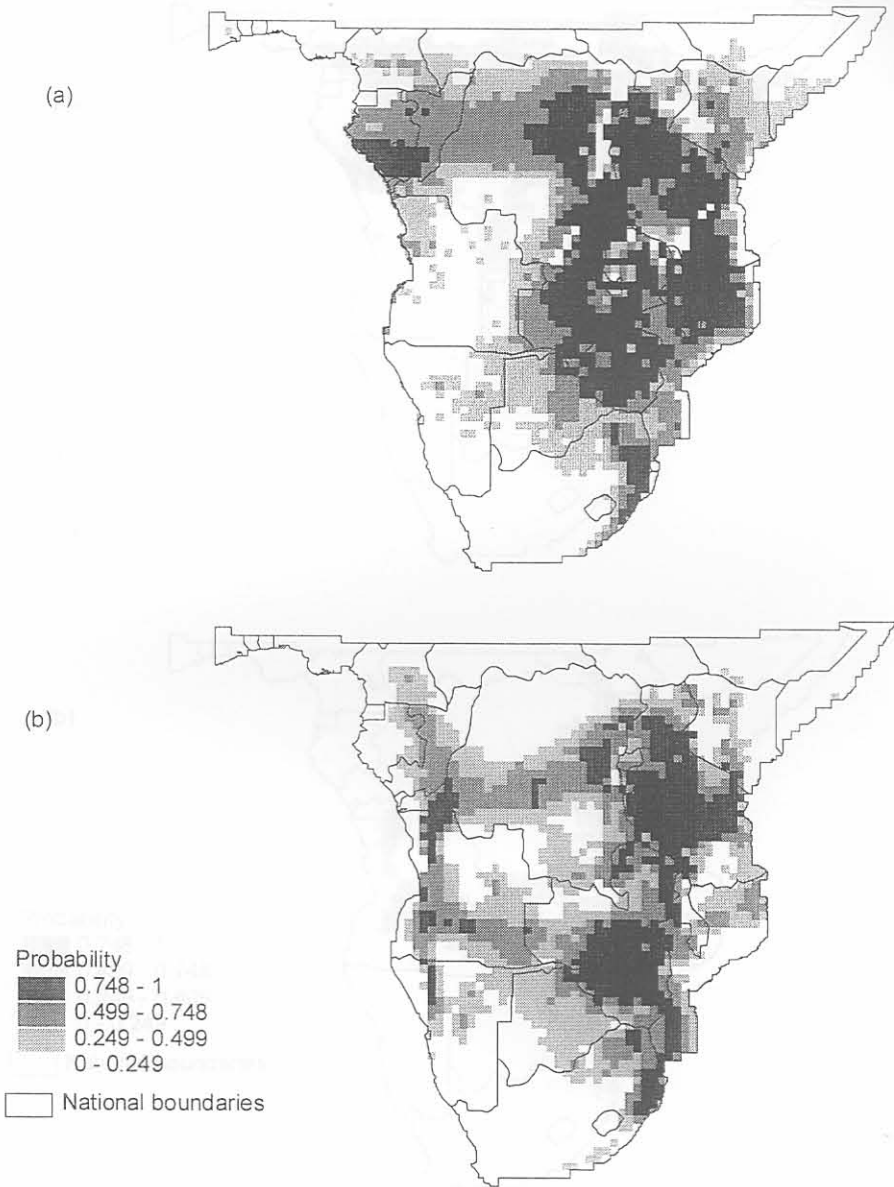 (a)
(b)
Probability
0.748 - 1
0.499 - 0.748
0.249 - 0.499
0 - 0.249
National boundaries